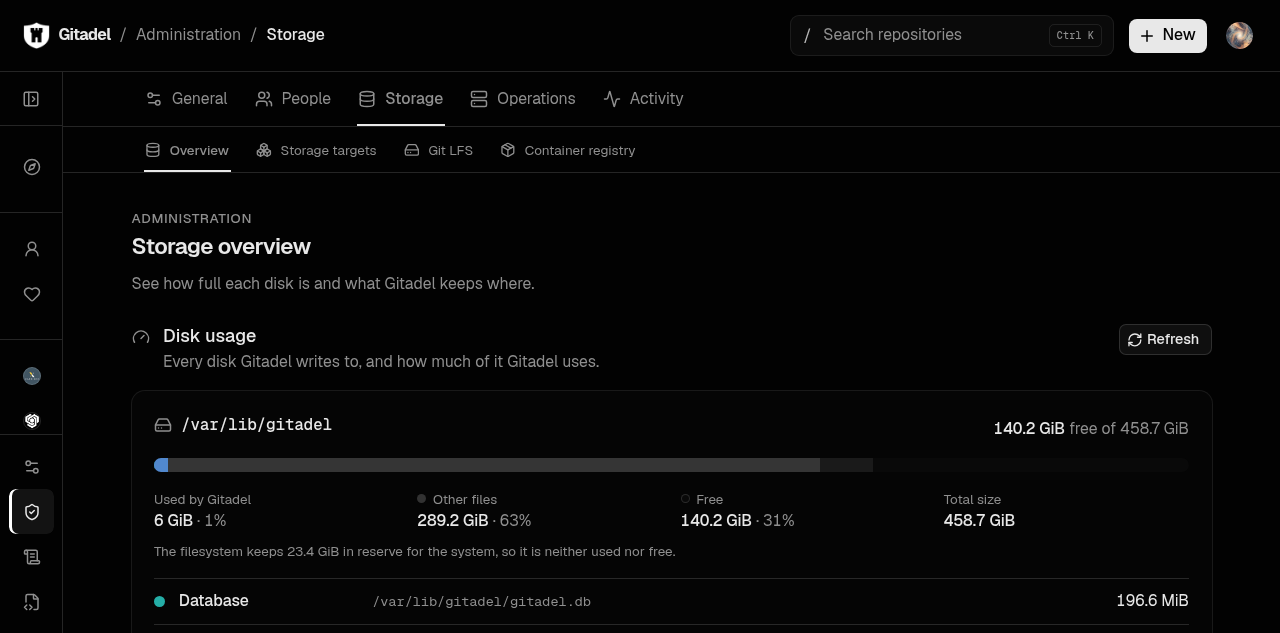 Gitadel / Administration / Storage
/ Search repositories Ctrl K
New
General People Storage Operations Activity
Overview Storage targets Git LFS Container registry
ADMINISTRATION
Storage overview
See how full each disk is and what Gitadel keeps where.
Disk usage
Every disk Gitadel writes to, and how much of it Gitadel uses.
Refresh
/var/lib/gitadel
140.2 GiB free of 458.7 GiB
Used by Gitadel Other files Free Total size
6 GiB · 1% 289.2 GiB · 63% 140.2 GiB · 31% 458.7 GiB
The filesystem keeps 23.4 GiB in reserve for the system, so it is neither used nor free.
Database /var/lib/gitadel/gitadel.db 196.6 MiB